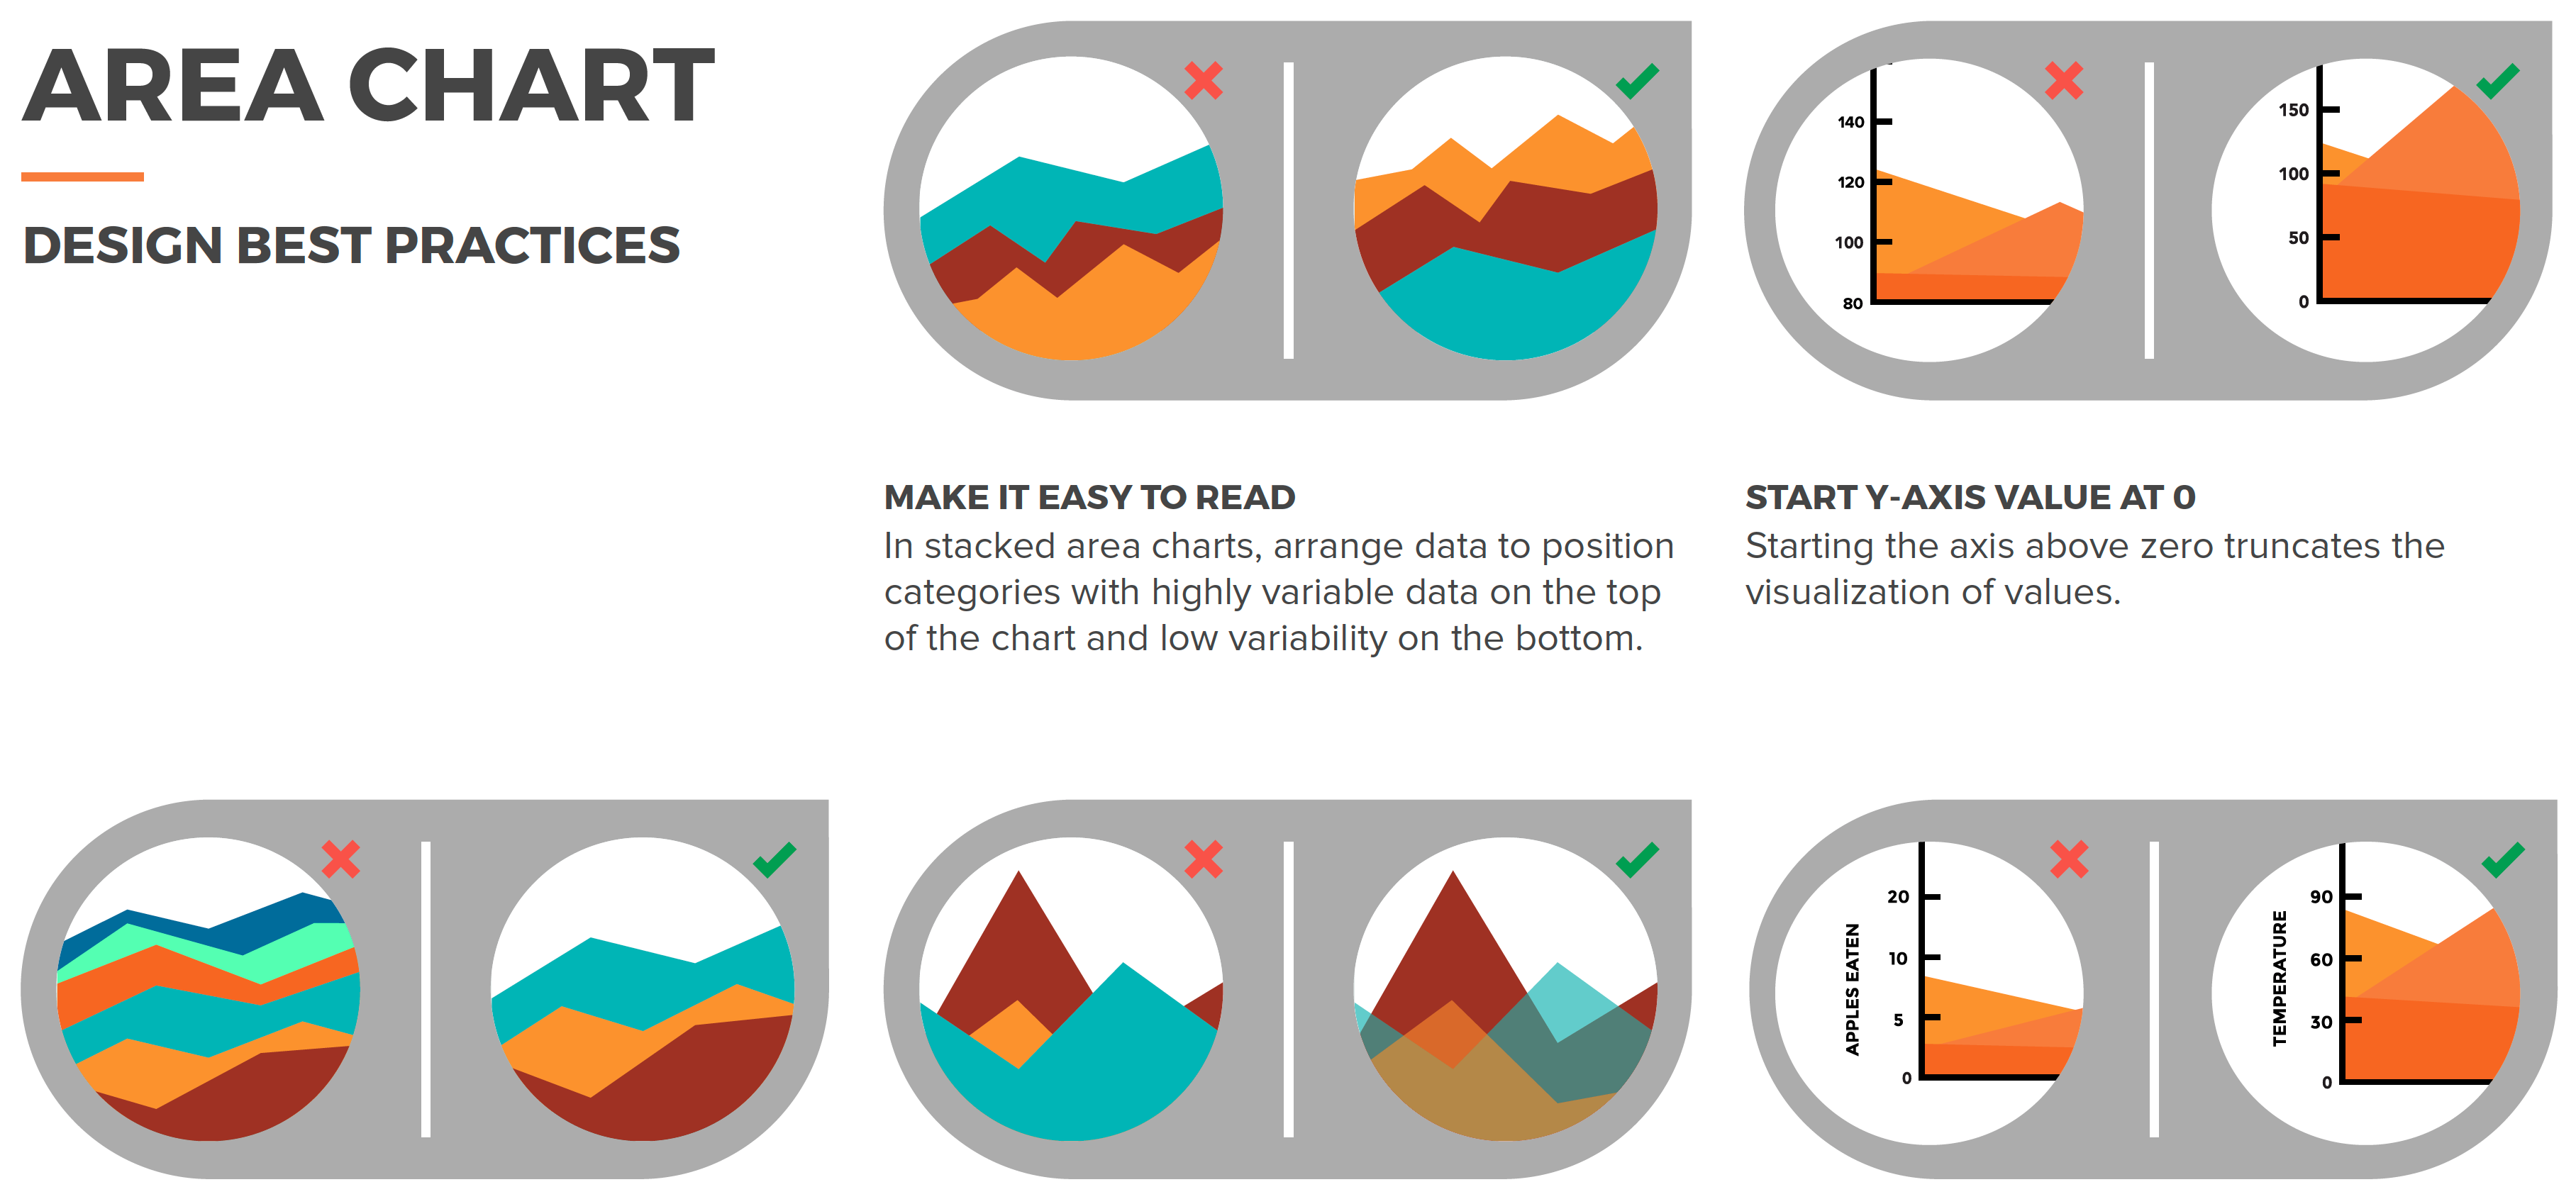 AREA CHART
DESIGN BEST PRACTICES
140
120
100
80
150
100
50
0
MAKE IT EASY TO READ
In stacked area charts, arrange data to position
categories with highly variable data on the top
of the chart and low variability on the bottom.
START Y-AXIS VALUE AT 0
Starting the axis above zero truncates the
visualization of values.
APPLES EATEN
20
10
5
0
TEMPERATURE
90
60
30
0